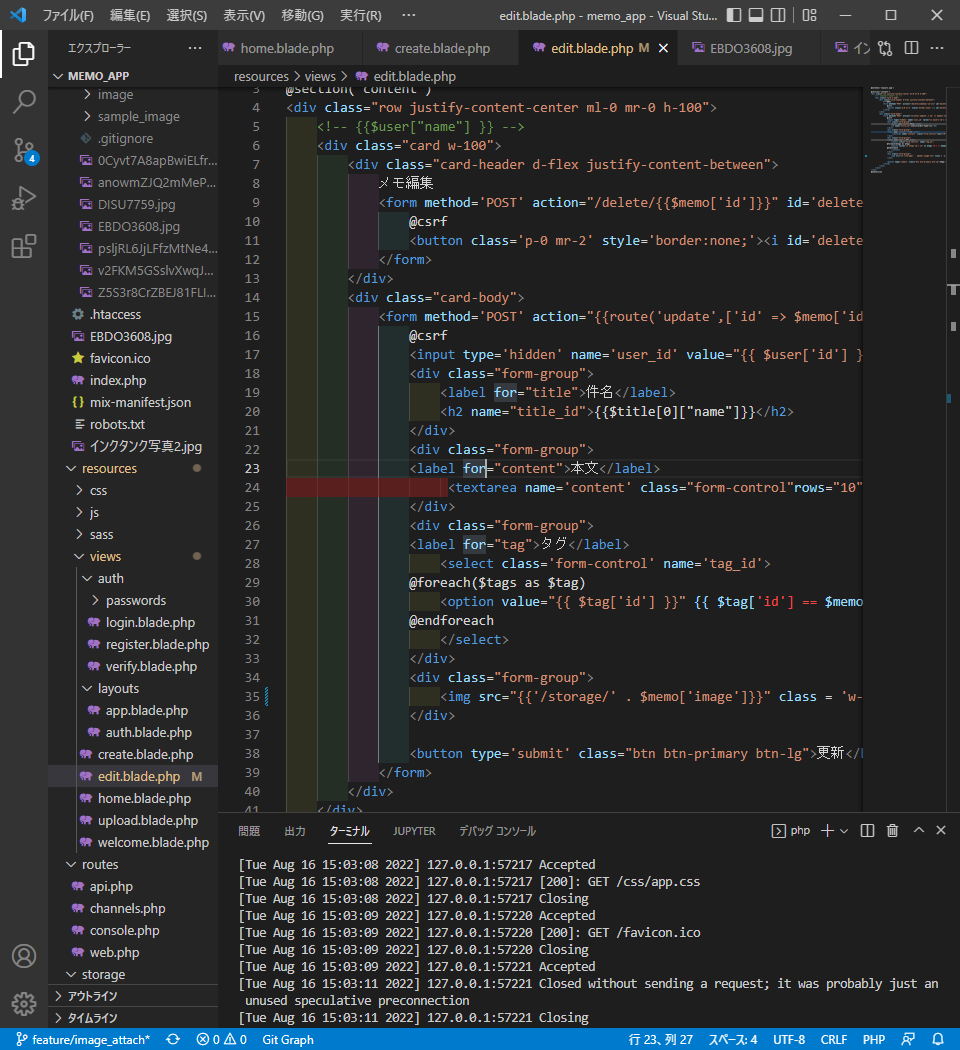 ファイル(F) 編集(E) 選択(S) 表示(V) 移動(G) 実行(R) ··· edit.blade.php - memo_app - Visual Stu...
エクスプローラー ···
MEMO_APP
image
sample_image
.gitignore
0Cyvt7A8apBwiELfr...
anowmZJQ2mMeP...
DISU7759.jpg
EBDO3608.jpg
psljRL6JjLFfzMtNe4...
v2FKM5GSslvXwqJ...
Z5S3r8CrZBEJ81FLI...
.htaccess
EBDO3608.jpg
favicon.ico
index.php
mix-manifest.json
robots.txt
インクタンク写真2.jpg
resources
css
js
sass
views
auth
passwords
login.blade.php
register.blade.php
verify.blade.php
layouts
app.blade.php
auth.blade.php
create.blade.php
edit.blade.php M
home.blade.php
upload.blade.php
welcome.blade.php
routes
api.php
channels.php
console.php
web.php
storage
アウトライン
タイムライン
4
home.blade.php create.blade.php edit.blade.php M EBDO3608.jpg イン ···
resources > views > edit.blade.php
3 @section('content')
4 <div class="row justify-content-center ml-0 mr-0 h-100">
5 <!-- {{$user["name"] }} -->
6 <div class="card w-100">
7 <div class="card-header d-flex justify-content-between">
8 メモ編集
9 <form method='POST' action="/delete/{{$memo['id']}}" id='delete
10 @csrf
11 <button class='p-0 mr-2' style='border:none;'><i id='delete
12 </form>
13 </div>
14 <div class="card-body">
15 <form method='POST' action="{{route('update',['id' => $memo['id
16 @csrf
17 <input type='hidden' name='user_id' value="{{ $user['id'] }
18 <div class="form-group">
19 <label for="title">件名</label>
20 <h2 name="title_id">{{$title[0]["name"]}}</h2>
21 </div>
22 <div class="form-group">
23 <label for="content">本文</label>
24 <textarea name='content' class="form-control"rows="10"
25 </div>
26 <div class="form-group">
27 <label for="tag">タグ</label>
28 <select class='form-control' name='tag_id'>
29 @foreach($tags as $tag)
30 <option value="{{ $tag['id'] }}" {{ $tag['id'] == $memo
31 @endforeach
32 </select>
33 </div>
34 <div class="form-group">
35 <img src="{{'/storage/' . $memo['image']}}" class = 'w-
36 </div>
37
38 <button type='submit' class="btn btn-primary btn-lg">更新</
39 </form>
40 </div>
41 </div>
問題 出力 ターミナル JUPYTER デバッグ コンソール php
[Tue Aug 16 15:03:08 2022] 127.0.0.1:57217 Accepted
[Tue Aug 16 15:03:08 2022] 127.0.0.1:57217 [200]: GET /css/app.css
[Tue Aug 16 15:03:08 2022] 127.0.0.1:57217 Closing
[Tue Aug 16 15:03:09 2022] 127.0.0.1:57220 Accepted
[Tue Aug 16 15:03:09 2022] 127.0.0.1:57220 [200]: GET /favicon.ico
[Tue Aug 16 15:03:09 2022] 127.0.0.1:57220 Closing
[Tue Aug 16 15:03:09 2022] 127.0.0.1:57221 Accepted
[Tue Aug 16 15:03:11 2022] 127.0.0.1:57221 Closed without sending a request; it was probably just an
unused speculative preconnection
[Tue Aug 16 15:03:11 2022] 127.0.0.1:57221 Closing
feature/image_attach* 0 0 Git Graph 行 23、列 27 スペース: 4 UTF-8 CRLF PHP